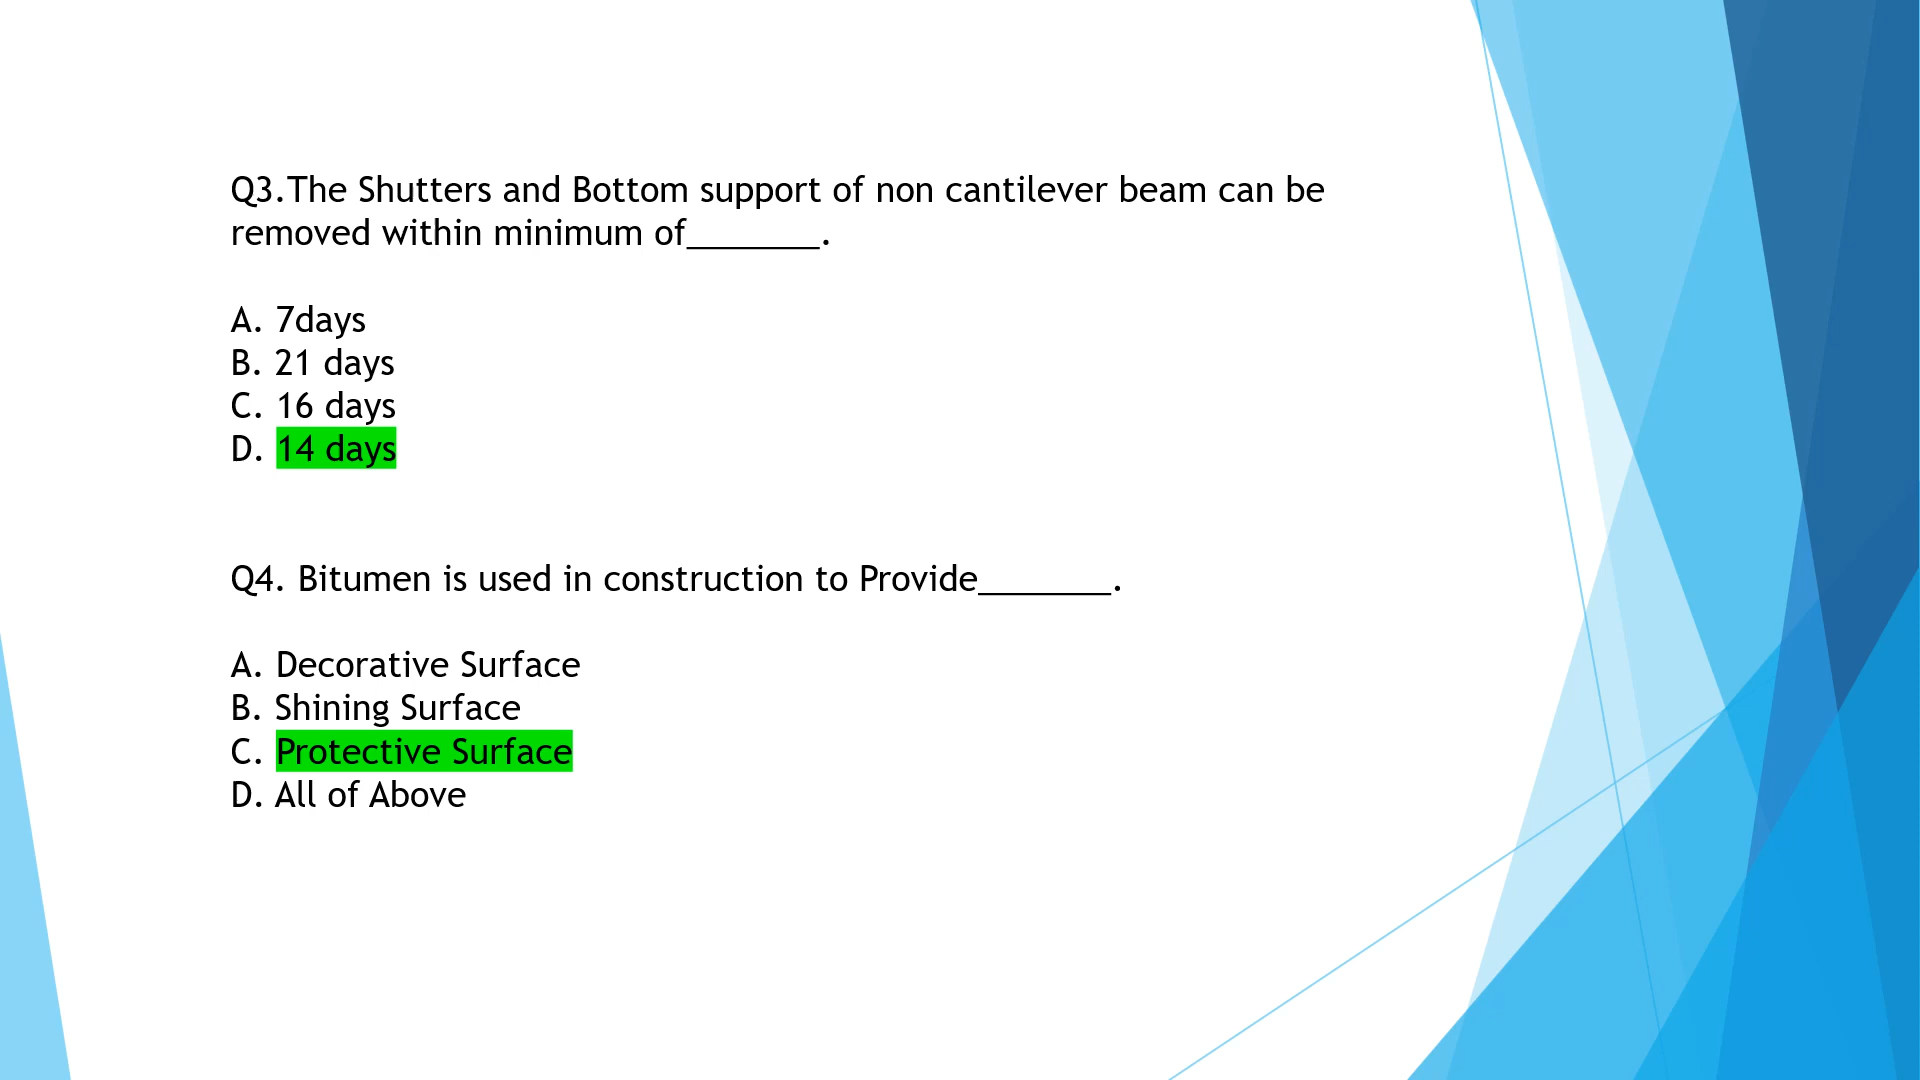 Q3.The Shutters and Bottom support of non cantilever beam can be
removed within minimum of_______.
A. 7days
B. 21 days
C. 16 days
D. 14 days
Q4. Bitumen is used in construction to Provide_______.
A. Decorative Surface
B. Shining Surface
C. Protective Surface
D. All of Above